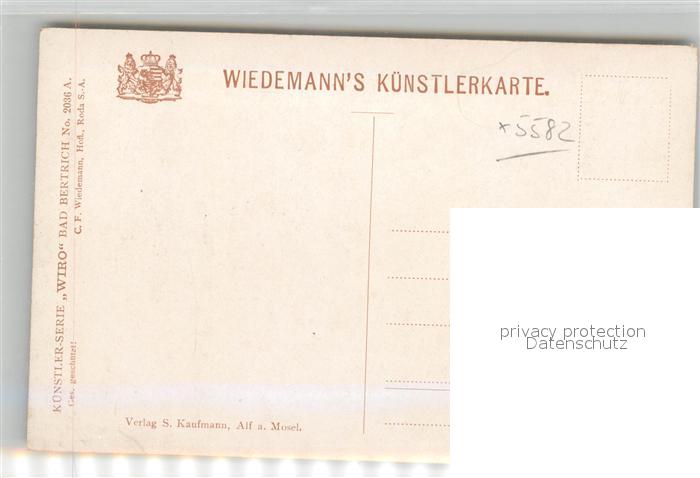 WIEDEMANN'S KÜNSTLERKARTE.
x5582
KÜNSTLER-SERIE „WIRO“ BAD BERTRICH No. 2036 A.
Ges. geschützt! C. F. Wiedemann, Hofl., Roda S.-A.
Verlag S. Kaufmann, Alf a. Mosel.
privacy protection
Datenschutz